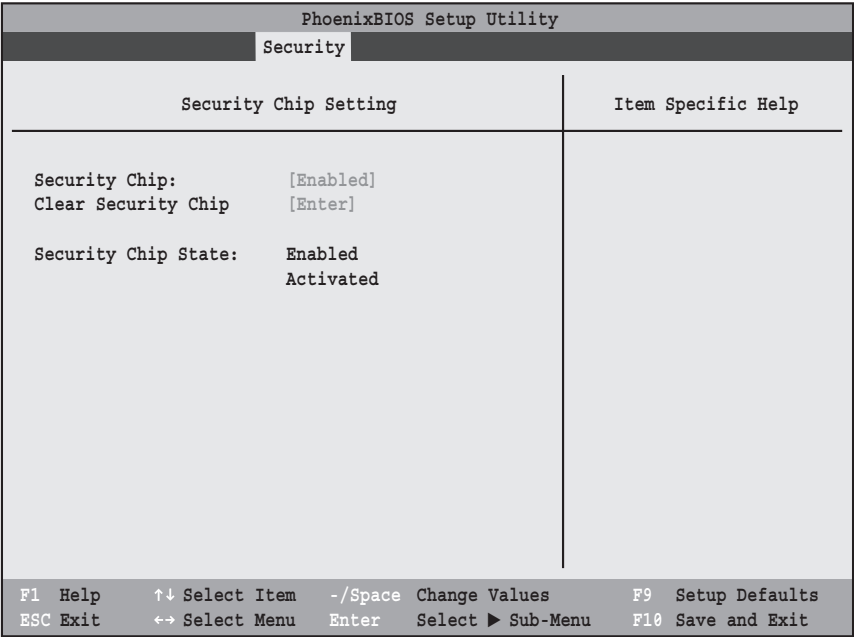 PhoenixBIOS Setup Utility
Security
Security Chip Setting
Item Specific Help
Security Chip: [Enabled]
Clear Security Chip [Enter]
Security Chip State: Enabled
Activated
F1 Help ↑↓ Select Item -/Space Change Values F9 Setup Defaults
ESC Exit ←→ Select Menu Enter Select ▶ Sub-Menu F10 Save and Exit